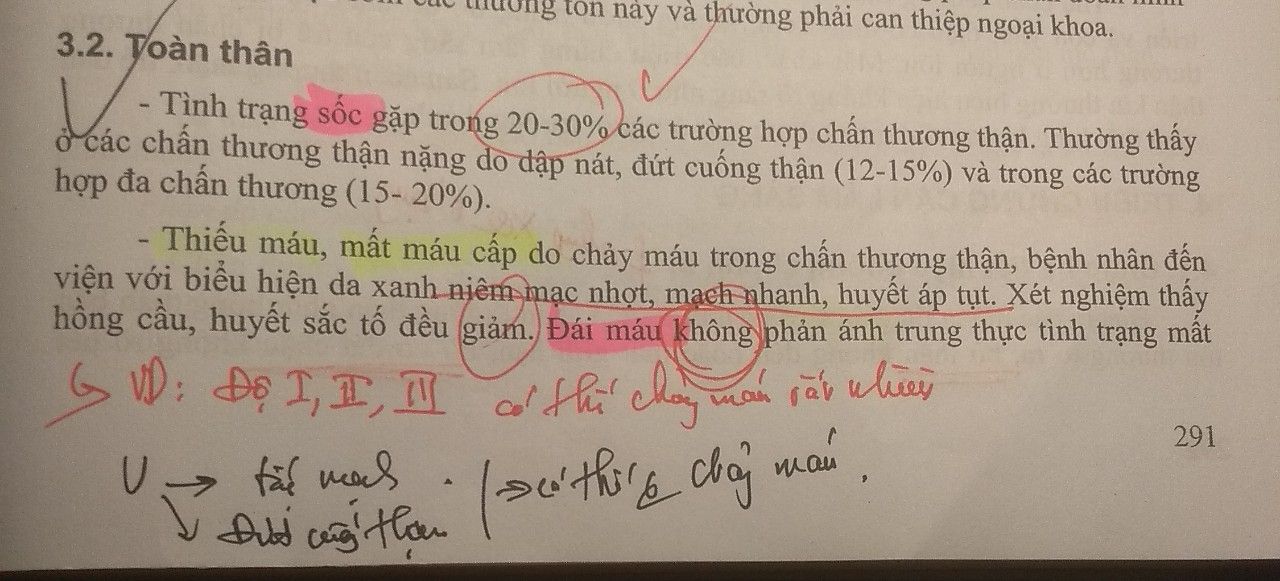 các thương tổn này và thường phải can thiệp ngoại khoa.
3.2. Toàn thân
- Tình trạng sốc gặp trong 20-30% các trường hợp chấn thương thận. Thường thấy
ở các chấn thương thận nặng do dập nát, đứt cuống thận (12-15%) và trong các trường
hợp đa chấn thương (15- 20%).
- Thiếu máu, mất máu cấp do chảy máu trong chấn thương thận, bệnh nhân đến
viện với biểu hiện da xanh niêm mạc nhợt, mạch nhanh, huyết áp tụt. Xét nghiệm thấy
hồng cầu, huyết sắc tố đều giảm. Đái máu không phản ánh trung thực tình trạng mất
VD: Độ I, II, III có thể chảy máu rất nhiều
291
→ tắc mạch → có thể chảy máu.
cuống thận